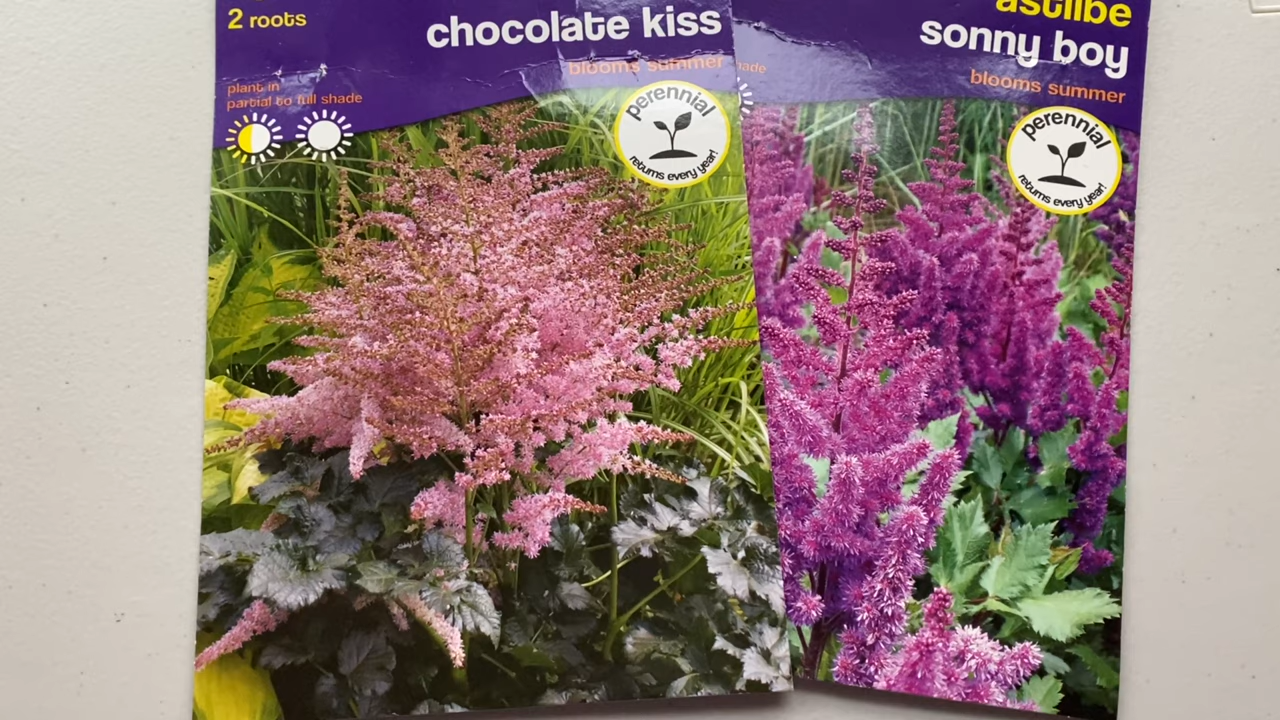 2 roots
chocolate kiss
blooms summer
plant in
partial to full shade
perennial
returns every year!
astilbe
sonny boy
blooms summer
perennial
returns every year!